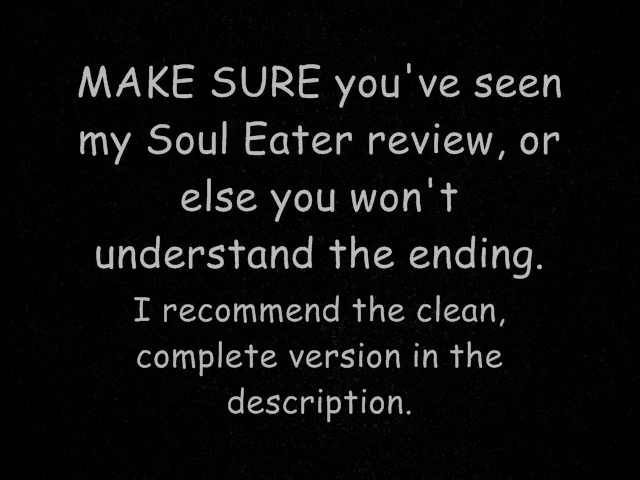 MAKE SURE you've seen
my Soul Eater review, or
else you won't
understand the ending.
I recommend the clean,
complete version in the
description.